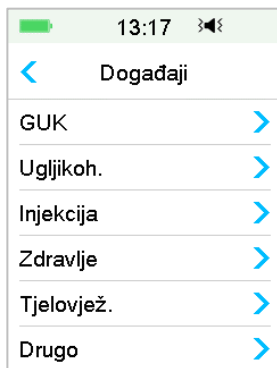 13:17
Događaji
GUK
Ugljikoh.
Injekcija
Zdravlje
Tjelovjež.
Drugo